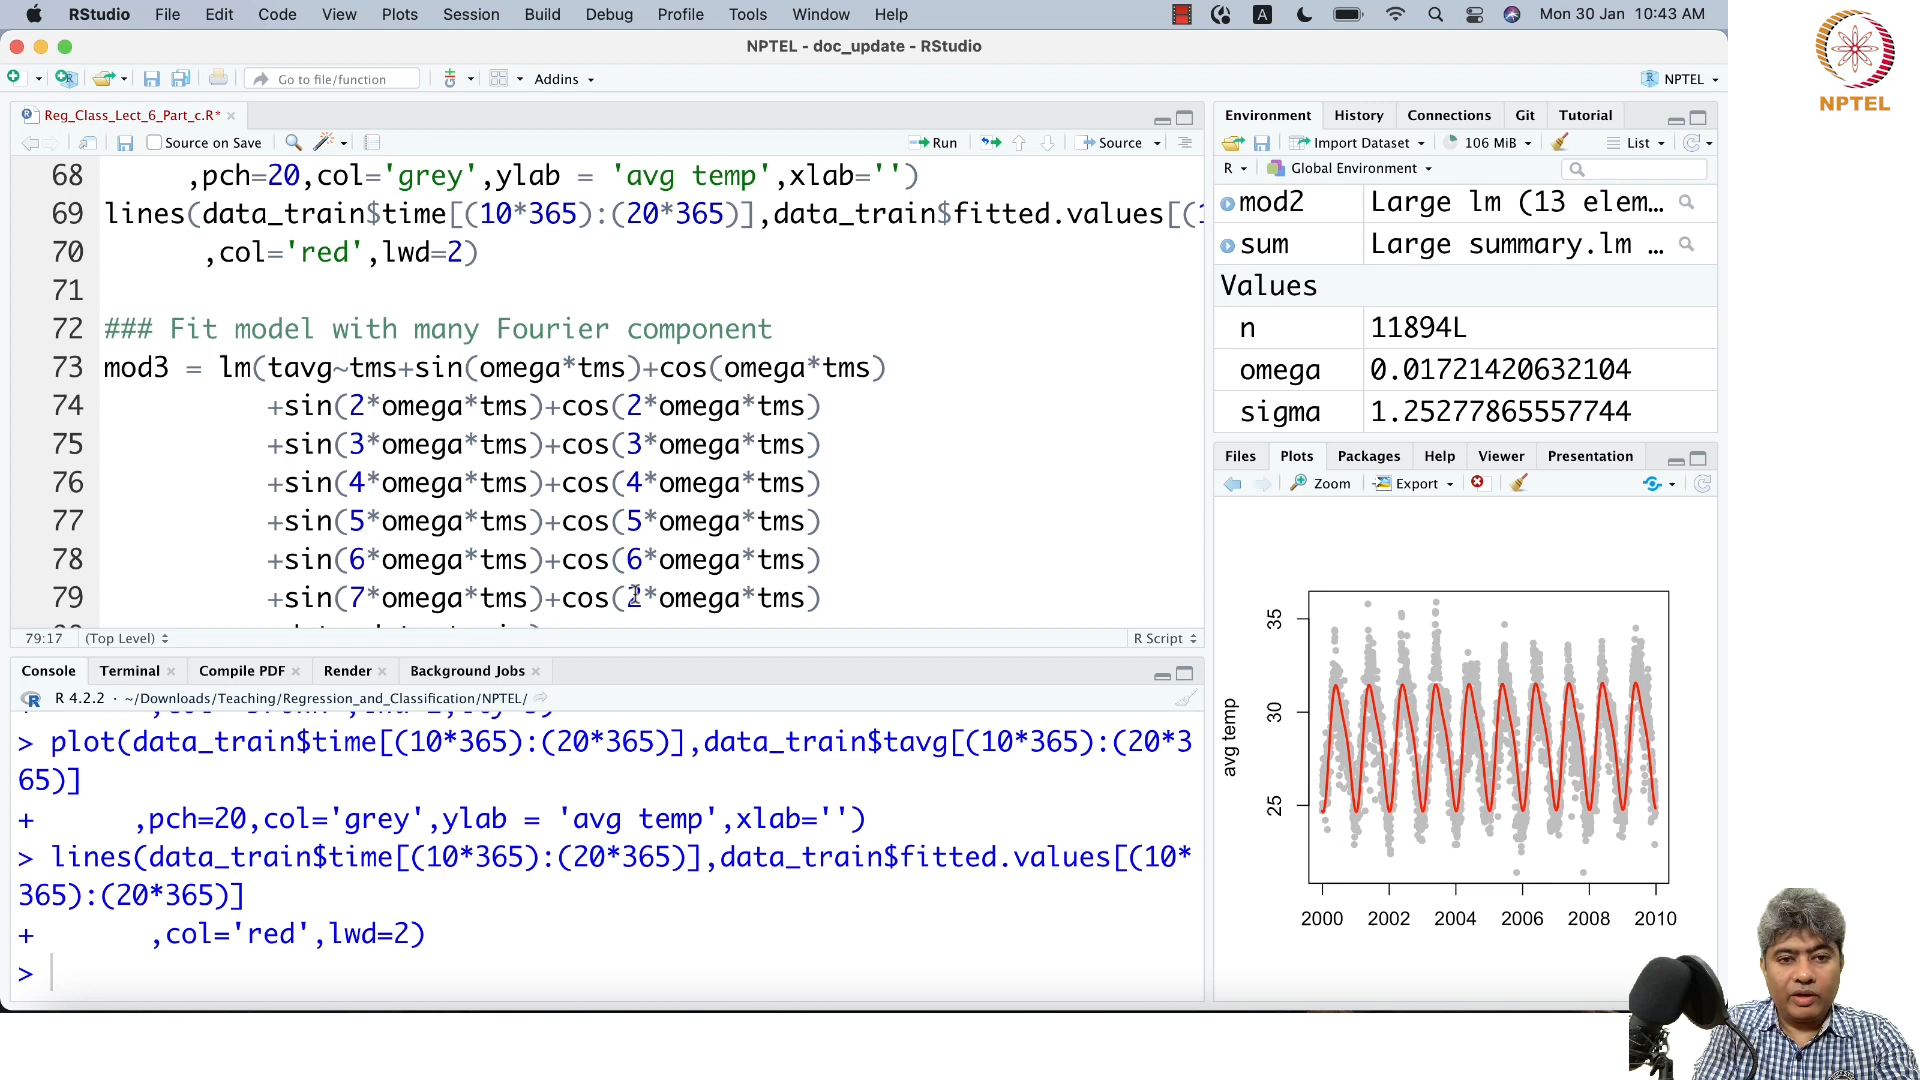 RStudio File Edit Code View Plots Session Build Debug Profile Tools Window Help
A
Mon 30 Jan 10:43 AM
NPTEL - doc_update - RStudio
Go to file/function
Addins
NPTEL
Reg_Class_Lect_6_Part_c.R*
Source on Save
Run
Source
68 ,pch=20,col='grey',ylab = 'avg temp',xlab='')
69 lines(data_train$time[(10*365):(20*365)],data_train$fitted.values[(1
70 ,col='red',lwd=2)
71
72 ### Fit model with many Fourier component
73 mod3 = lm(tavg~tms+sin(omega*tms)+cos(omega*tms)
74 +sin(2*omega*tms)+cos(2*omega*tms)
75 +sin(3*omega*tms)+cos(3*omega*tms)
76 +sin(4*omega*tms)+cos(4*omega*tms)
77 +sin(5*omega*tms)+cos(5*omega*tms)
78 +sin(6*omega*tms)+cos(6*omega*tms)
79 +sin(7*omega*tms)+cos(2*omega*tms)
79:17 (Top Level)
R Script
Console Terminal Compile PDF Render Background Jobs
R 4.2.2 · ~/Downloads/Teaching/Regression_and_Classification/NPTEL/
> plot(data_train$time[(10*365):(20*365)],data_train$tavg[(10*365):(20*3
65)]
+ ,pch=20,col='grey',ylab = 'avg temp',xlab='')
> lines(data_train$time[(10*365):(20*365)],data_train$fitted.values[(10*
365):(20*365)]
+ ,col='red',lwd=2)
>
Environment History Connections Git Tutorial
Import Dataset 106 MiB List
R Global Environment
mod2 Large lm (13 elem…
sum Large summary.lm …
Values
n 11894L
omega 0.01721420632104
sigma 1.25277865557744
Files Plots Packages Help Viewer Presentation
Zoom Export
avg temp
35
30
25
2000 2002 2004 2006 2008 2010
NPTEL